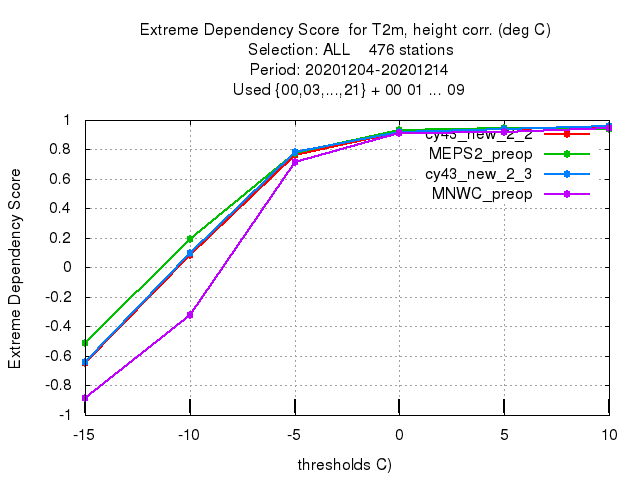 Extreme Dependency Score  for T2m, height corr. (deg C)
Selection: ALL    476 stations
Period: 20201204-20201214
Used {00,03,...,21} + 00 01 ... 09
Extreme Dependency Score
1
0.8
0.6
0.4
0.2
0
-0.2
-0.4
-0.6
-0.8
-1
cy43_new_2_2
MEPS2_preop
cy43_new_2_3
MNWC_preop
-15
-10
-5
0
5
10
thresholds C)